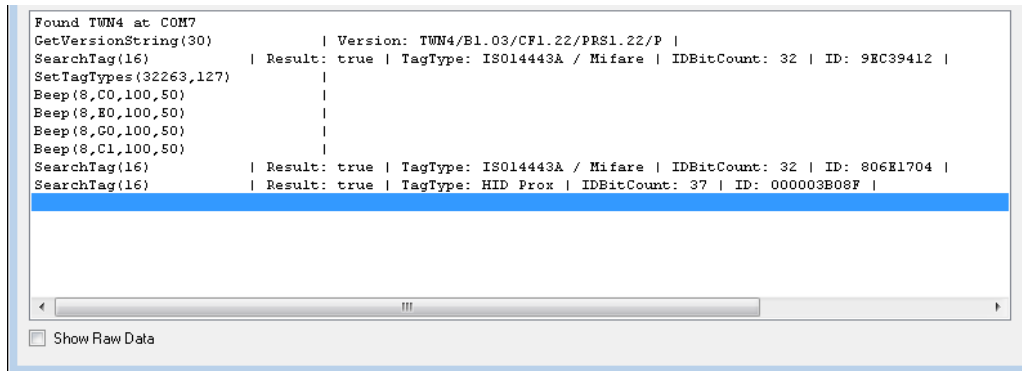 Found TWN4 at COM7
GetVersionString(30) | Version: TWN4/B1.03/CF1.22/PRS1.22/P |
SearchTag(16) | Result: true | TagType: ISO14443A / Mifare | IDBitCount: 32 | ID: 9EC39412 |
SetTagTypes(32263,127) |
Beep(8,C0,100,50) |
Beep(8,E0,100,50) |
Beep(8,G0,100,50) |
Beep(8,C1,100,50) |
SearchTag(16) | Result: true | TagType: ISO14443A / Mifare | IDBitCount: 32 | ID: 806E1704 |
SearchTag(16) | Result: true | TagType: HID Prox | IDBitCount: 37 | ID: 000003B08F |
Show Raw Data